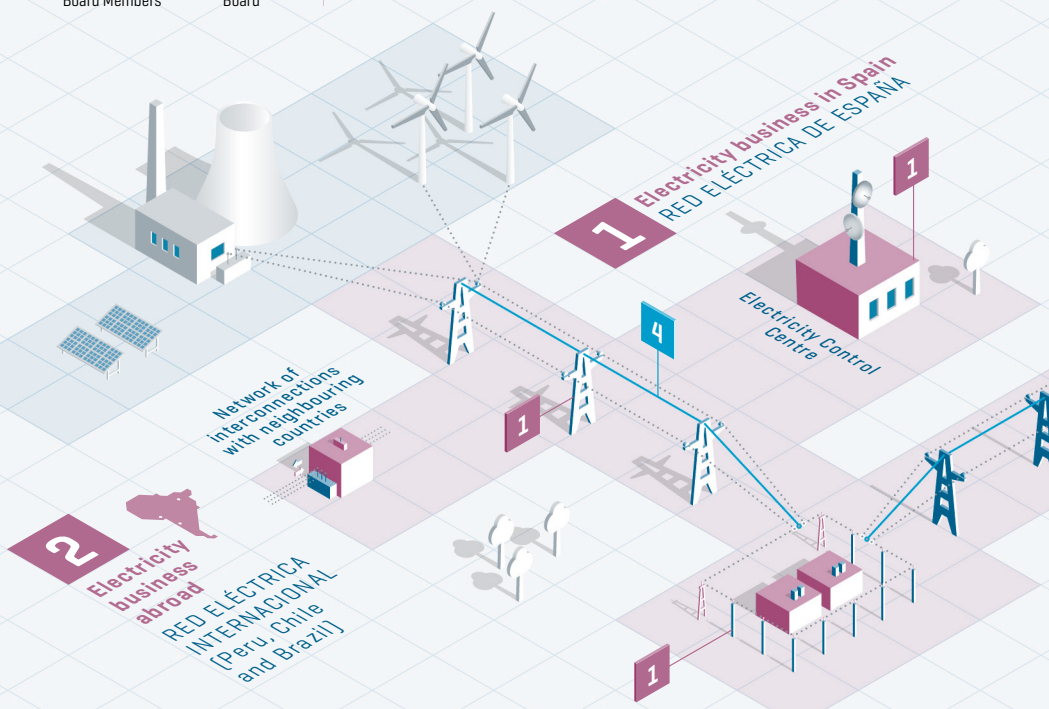 Board Members
Board
1
Electricity business in Spain
RED ELÉCTRICA DE ESPAÑA
1
Electricity Control
Centre
4
1
Network of
interconnections
with neighbouring
countries
2
Electricity
business
abroad
RED ELÉCTRICA
INTERNACIONAL
(Peru, Chile
and Brazil)
1